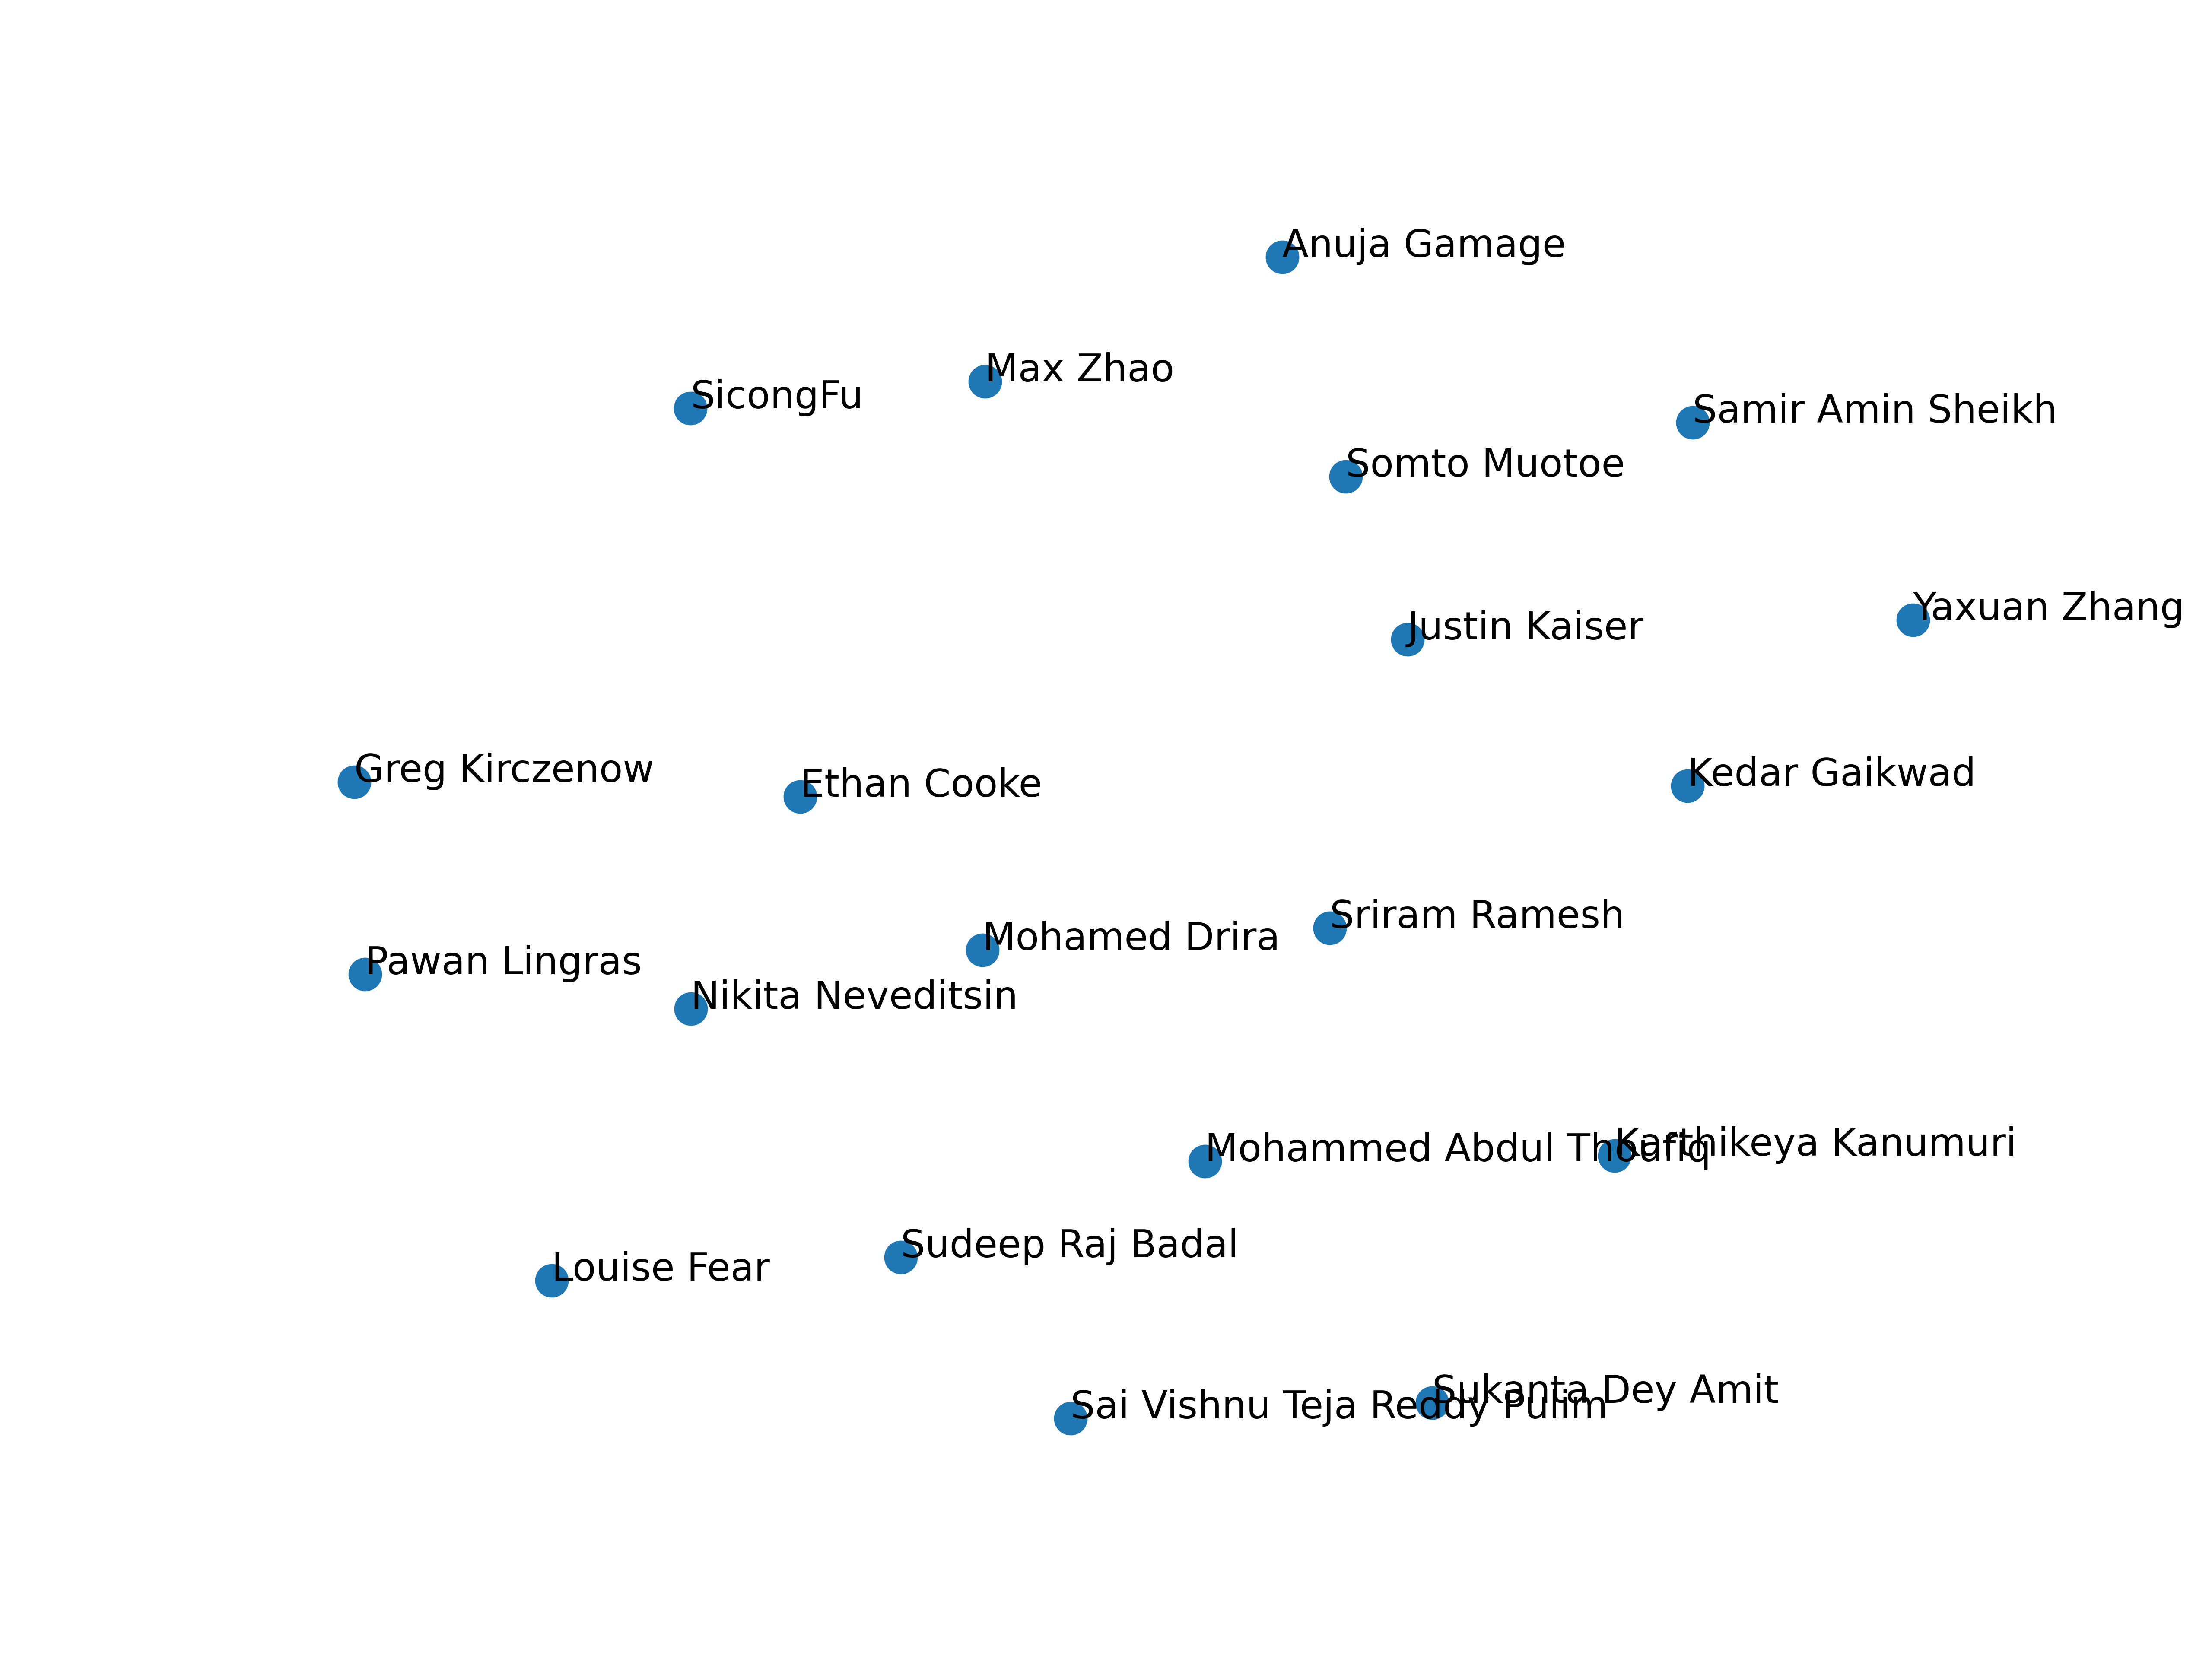 Anuja Gamage
Max Zhao
SicongFu
Samir Amin Sheikh
Somto Muotoe
Yaxuan Zhang
Justin Kaiser
Greg Kirczenow
Ethan Cooke
Kedar Gaikwad
Sriram Ramesh
Mohamed Drira
Pawan Lingras
Nikita Neveditsin
Mohammed Abdul Thoufiq
Karthikeya Kanumuri
Sudeep Raj Badal
Louise Fear
Sukanta Dey Amit
Sai Vishnu Teja Reddy Pulim